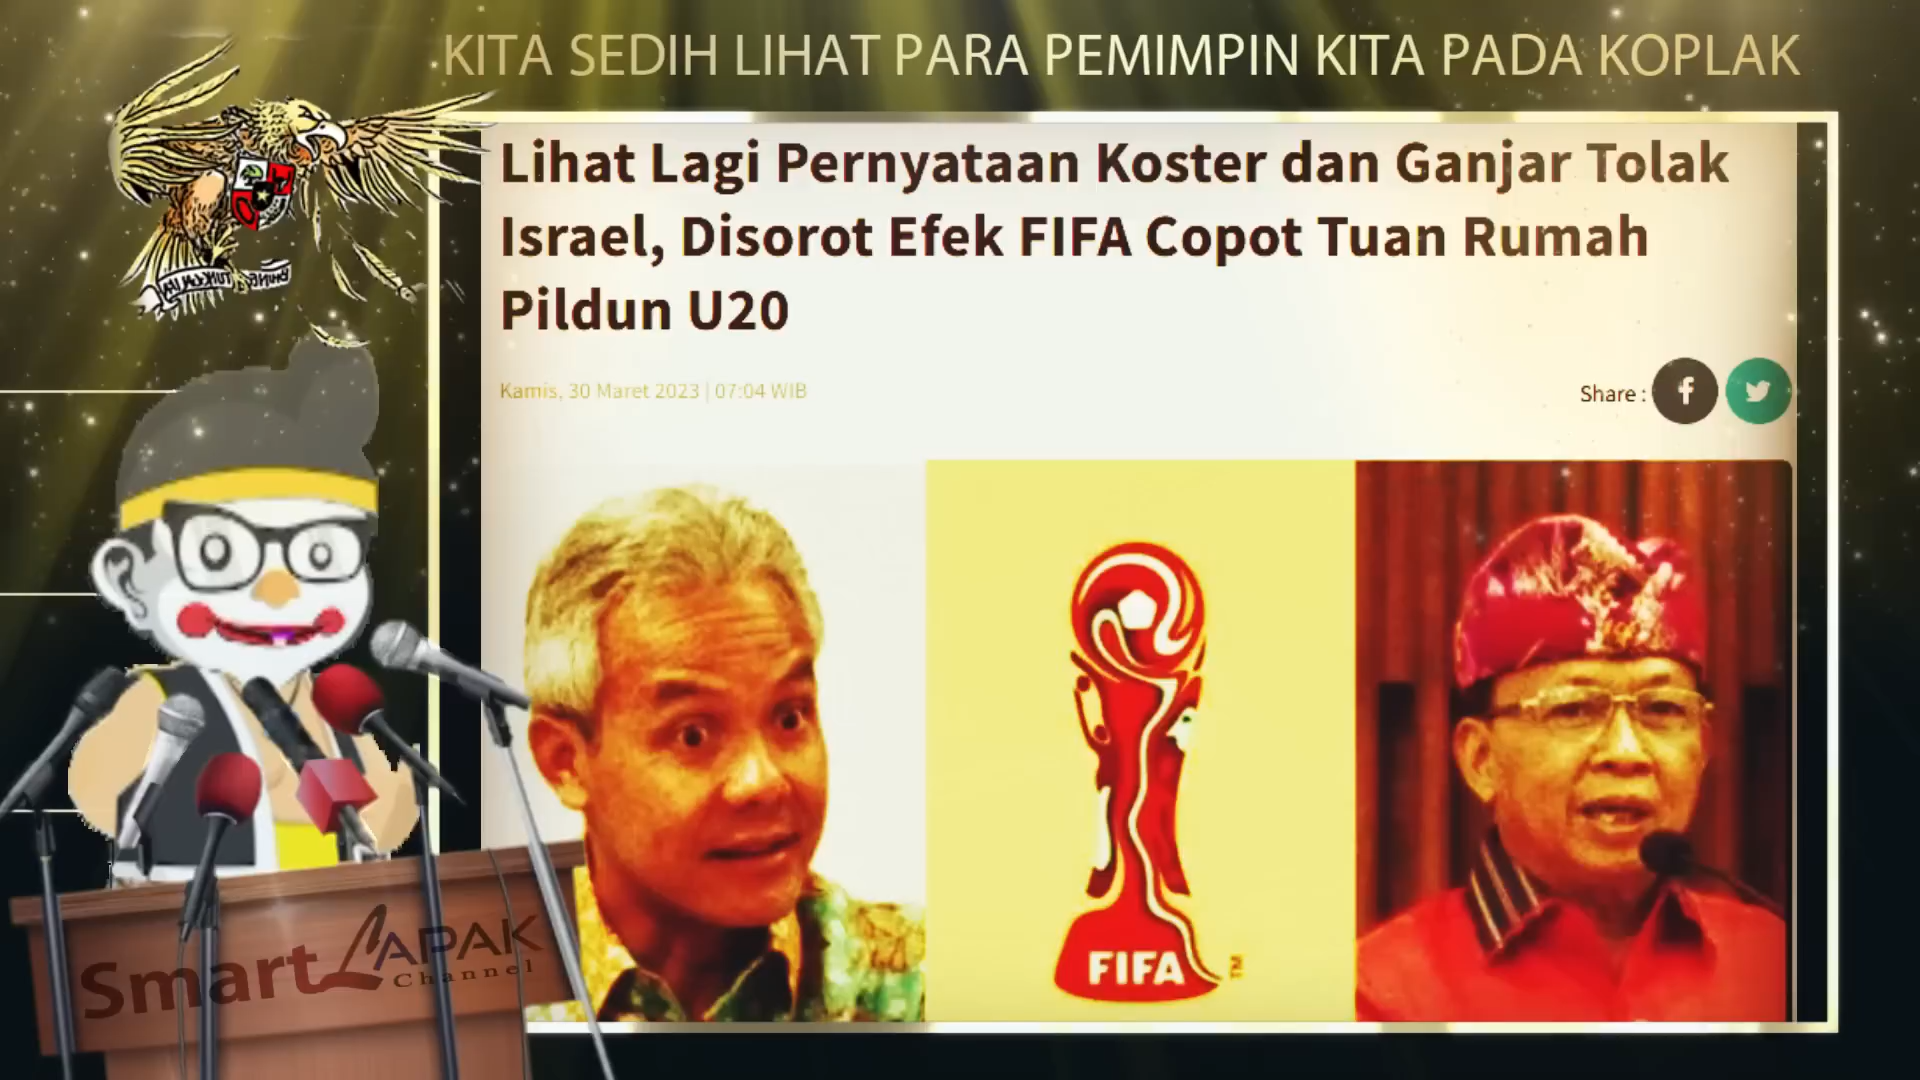 KITA SEDIH LIHAT PARA PEMIMPIN KITA PADA KOPLAK
Lihat Lagi Pernyataan Koster dan Ganjar Tolak
Israel, Disorot Efek FIFA Copot Tuan Rumah
Pildun U20
Kamis, 30 Maret 2023 | 07:04 WIB
Share :
FIFA
TM
Smart LAPAK
Channel